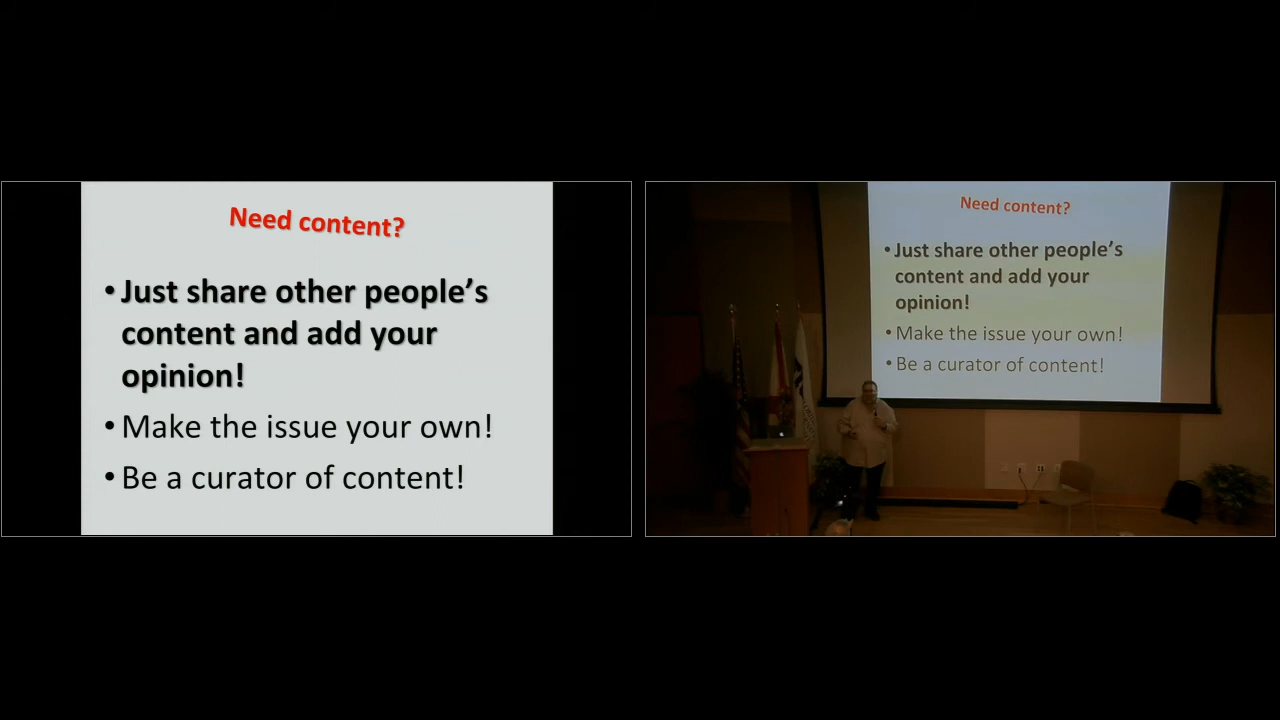 Need content?
• Just share other people's
content and add your
opinion!
• Make the issue your own!
• Be a curator of content!
Need content?
• Just share other people's
content and add your
opinion!
• Make the issue your own!
• Be a curator of content!